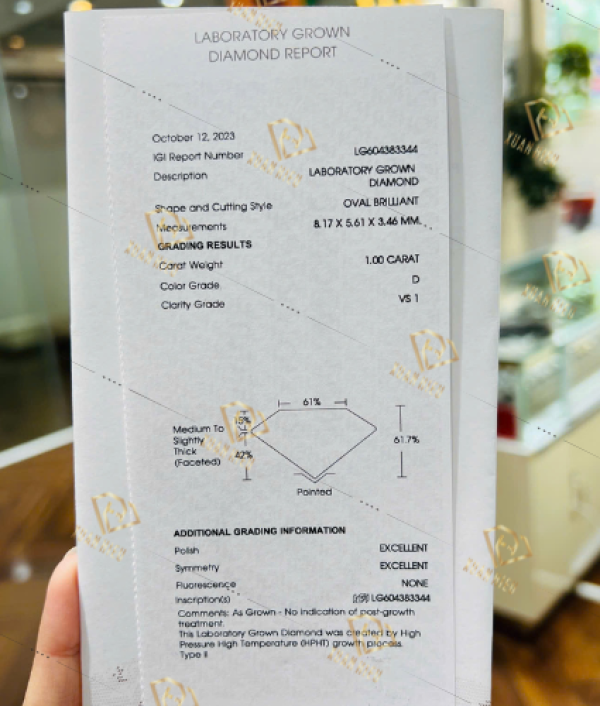 LABORATORY GROWN
DIAMOND REPORT
October 12, 2023
IGI Report Number LG604383344
Description LABORATORY GROWN
DIAMOND
Shape and Cutting Style OVAL BRILLIANT
Measurements 8.17 X 5.61 X 3.46 MM.
GRADING RESULTS
Carat Weight 1.00 CARAT
Color Grade D
Clarity Grade VS 1
61%
15%
Medium To
Slightly
Thick
(Faceted)
42%
61.7%
Pointed
ADDITIONAL GRADING INFORMATION
Polish EXCELLENT
Symmetry EXCELLENT
Fluorescence NONE
Inscription(s) LG604383344
Comments: As Grown - No indication of post-growth
treatment.
This Laboratory Grown Diamond was created by High
Pressure High Temperature (HPHT) growth process.
Type II